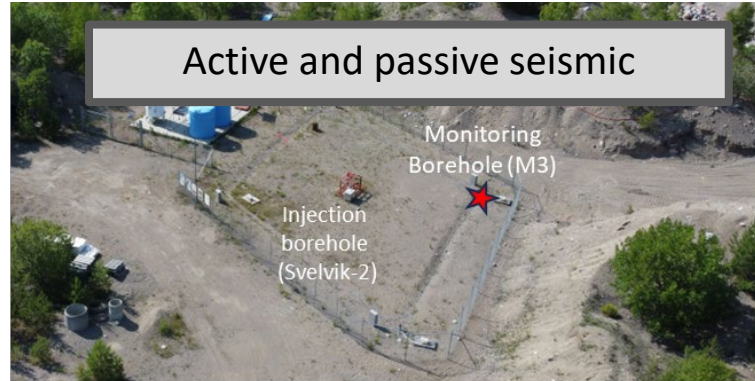 Active and passive seismic
Monitoring
Borehole (M3)
Injection
borehole
(Svelvik-2)